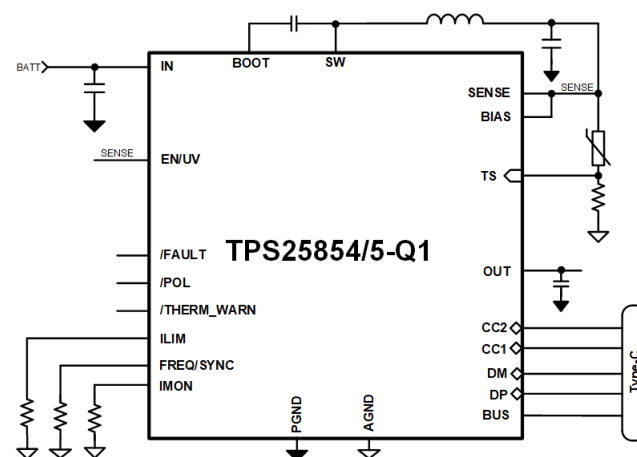 BATT
IN
BOOT
SW
SENSE
SENSE
BIAS
SENSE
EN/UV
TS
TPS25854/5-Q1
/FAULT
OUT
/POL
/THERM_WARN
CC2
ILIM
CC1
FREQ/SYNC
DM
IMON
DP
BUS
Type-C
PGND
AGND